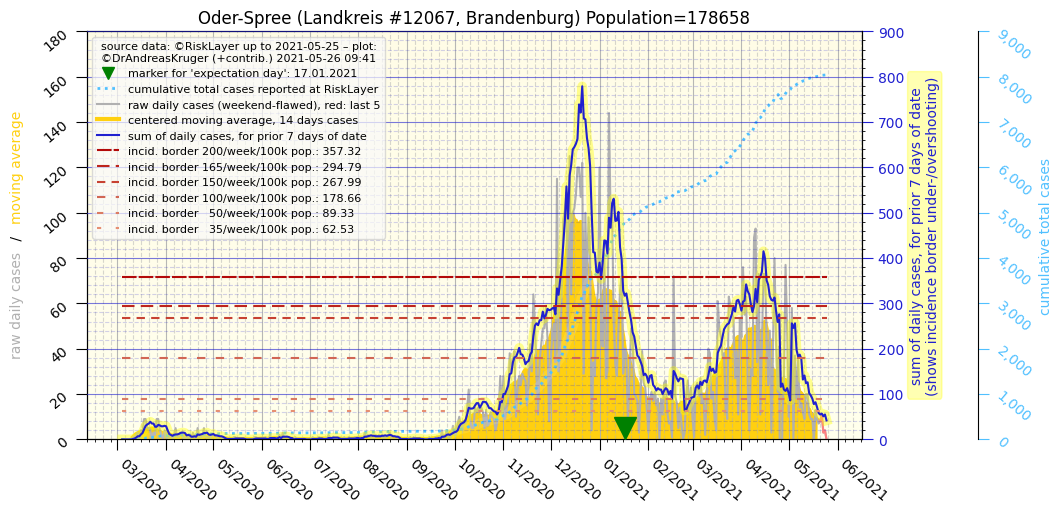 Oder-Spree (Landkreis #12067, Brandenburg) Population=178658
source data: ©RiskLayer up to 2021-05-25 – plot:
©DrAndreasKruger (+contrib.) 2021-05-26 09:41
marker for 'expectation day': 17.01.2021
cumulative total cases reported at RiskLayer
raw daily cases (weekend-flawed), red: last 5
centered moving average, 14 days cases
sum of daily cases, for prior 7 days of date
incid. border 200/week/100k pop.: 357.32
incid. border 165/week/100k pop.: 294.79
incid. border 150/week/100k pop.: 267.99
incid. border 100/week/100k pop.: 178.66
incid. border   50/week/100k pop.: 89.33
incid. border   35/week/100k pop.: 62.53
raw daily cases / moving average
180
160
140
120
100
80
60
40
20
0
03/2020
04/2020
05/2020
06/2020
07/2020
08/2020
09/2020
10/2020
11/2020
12/2020
01/2021
02/2021
03/2021
04/2021
05/2021
06/2021
900
800
700
600
500
400
300
200
100
0
sum of daily cases, for prior 7 days of date
(shows incidence border under-/overshooting)
9,000
8,000
7,000
6,000
5,000
4,000
3,000
2,000
1,000
0
cumulative total cases